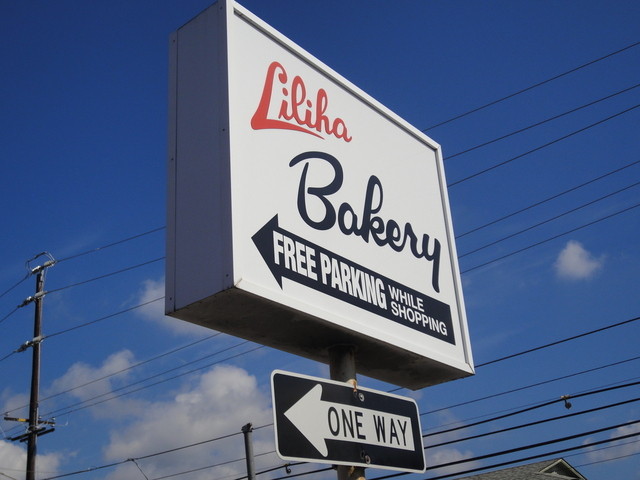 Liliha
Bakery
FREE PARKING WHILE
SHOPPING
ONE WAY